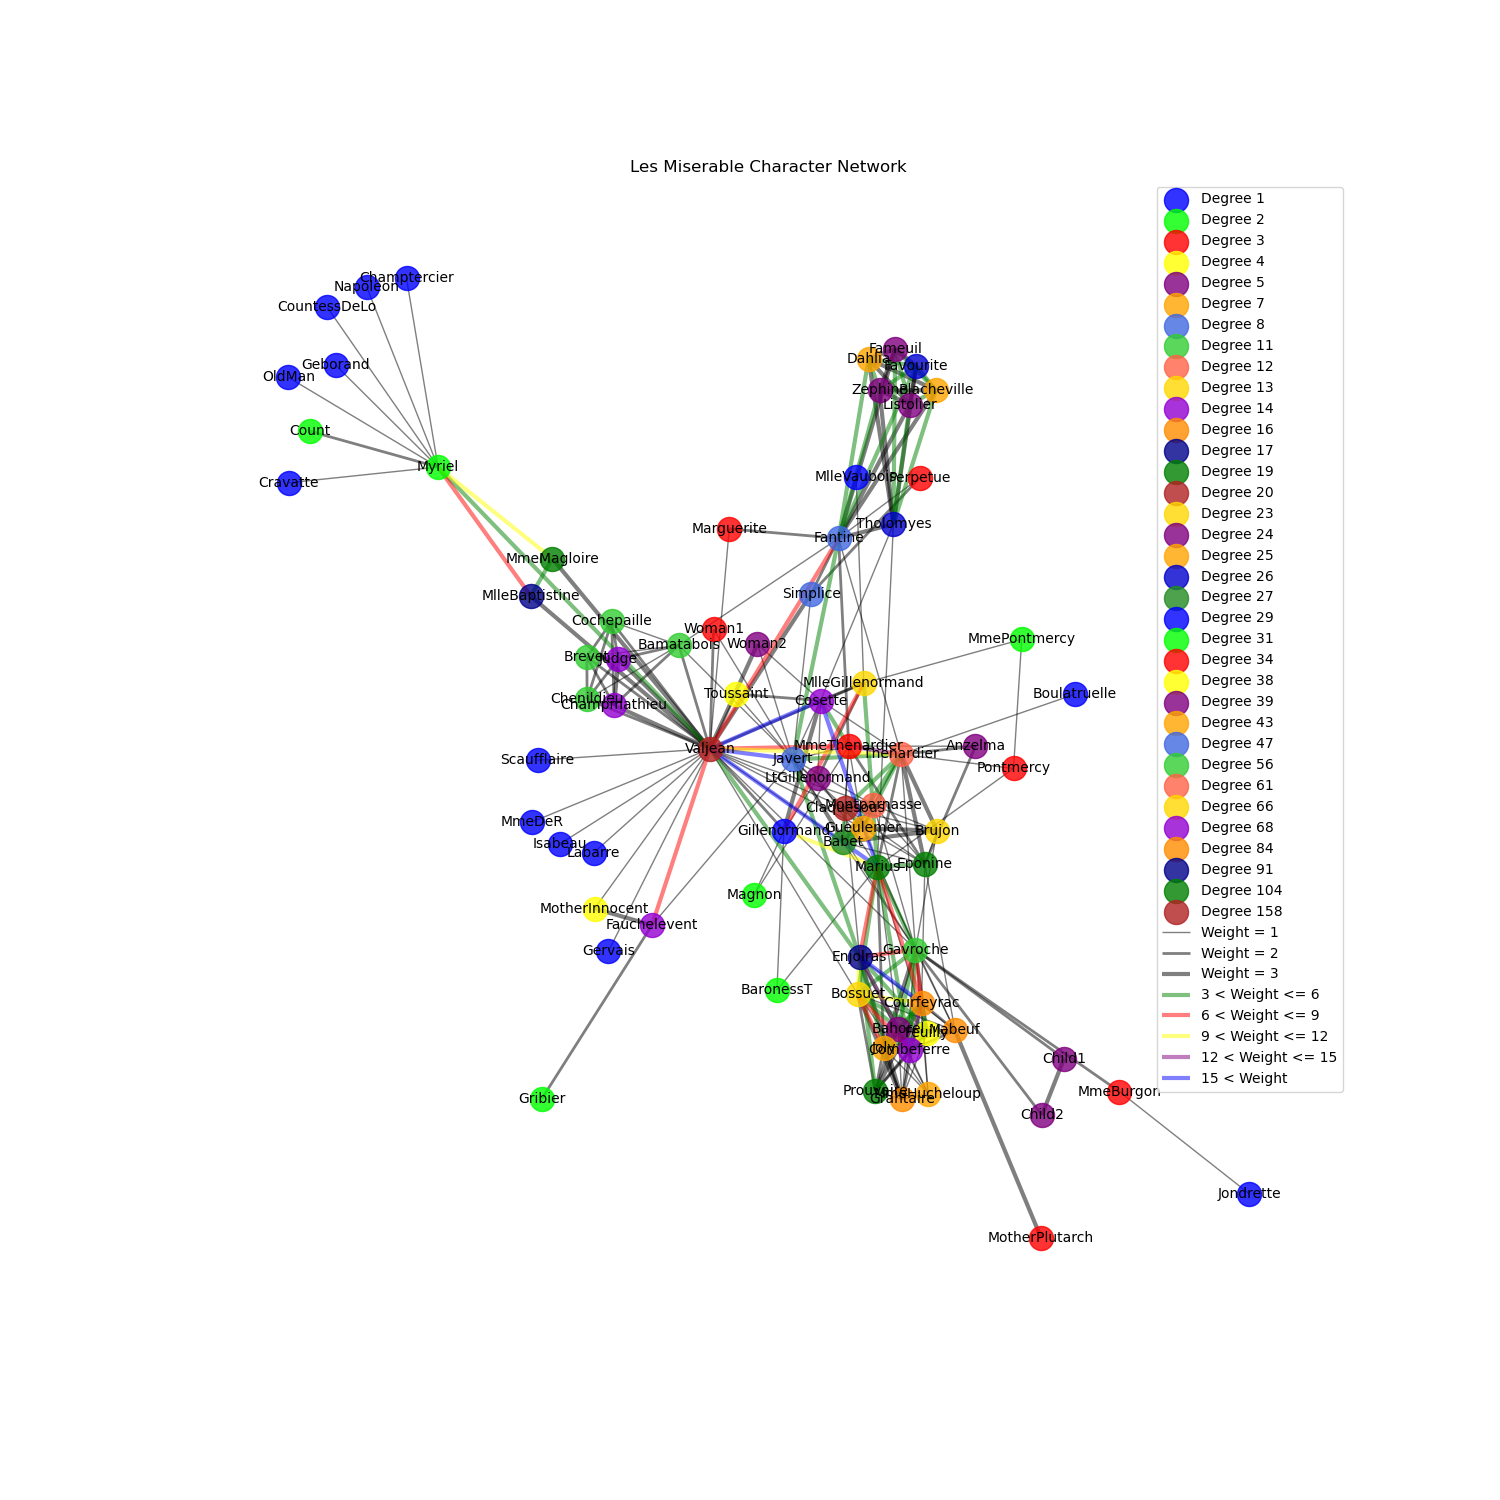 Les Miserable Character Network
Degree 1
Degree 2
Degree 3
Degree 4
Degree 5
Degree 7
Degree 8
Degree 11
Degree 12
Degree 13
Degree 14
Degree 16
Degree 17
Degree 19
Degree 20
Degree 23
Degree 24
Degree 25
Degree 26
Degree 27
Degree 29
Degree 31
Degree 34
Degree 38
Degree 39
Degree 43
Degree 47
Degree 56
Degree 61
Degree 66
Degree 68
Degree 84
Degree 91
Degree 104
Degree 158
Weight = 1
Weight = 2
Weight = 3
3 < Weight <= 6
6 < Weight <= 9
9 < Weight <= 12
12 < Weight <= 15
15 < Weight
Champtercier
Napoleon
CountessDeLo
Fameuil
Dahlia
Geborand
Favourite
OldMan
Zephine
Blacheville
Listolier
Count
Myriel
MlleVaubois
Perpetue
Cravatte
Tholomyes
Marguerite
Fantine
MmeMagloire
Simplice
MlleBaptistine
Cochepaille
Woman1
MmePontmercy
Bamatabois
Woman2
Brevet
Judge
MlleGillenormand
Toussaint
Boulatruelle
Chenildieu
Cosette
Champmathieu
MmeThenardier
Anzelma
Valjean
Thenardier
Scaufflaire
Javert
Pontmercy
LtGillenormand
Montparnasse
Claquesous
MmeDeR
Gueulemer
Gillenormand
Brujon
Babet
Isabeau
Labarre
Eponine
Marius
Magnon
MotherInnocent
Fauchelevent
Gervais
Gavroche
Enjolras
BaronessT
Bossuet
Courfeyrac
Bahorel
Mabeuf
Feuilly
Joly
Combeferre
Child1
Prouvaire
MmeHucheloup
MmeBurgon
Grantaire
Gribier
Child2
Jondrette
MotherPlutarch